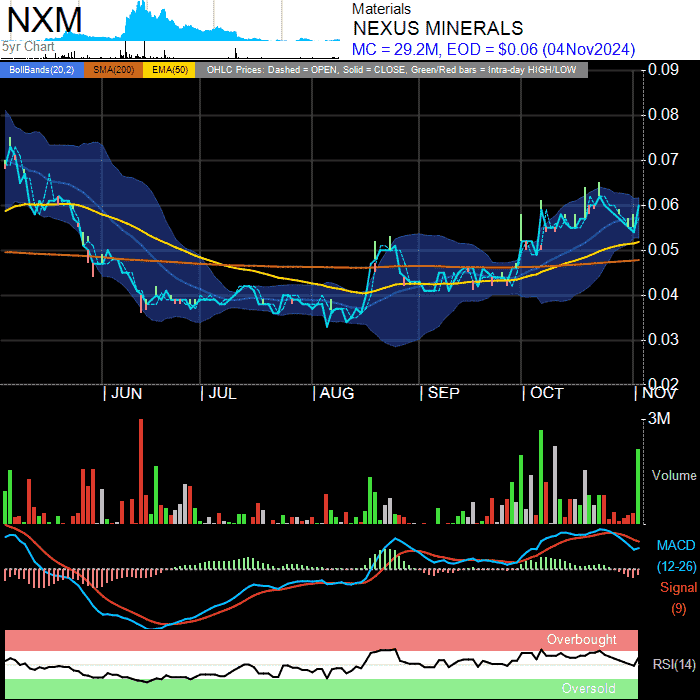 NXM
5yr Chart
Materials
NEXUS MINERALS
MC = 29.2M, EOD = $0.06 (04Nov2024)
BollBands(20,2) SMA(200) EMA(50) OHLC Prices: Dashed = OPEN, Solid = CLOSE, Green/Red bars = Intra-day HIGH/LOW
0.09
0.08
0.07
0.06
0.05
0.04
0.03
0.02
JUN JUL AUG SEP OCT NOV
3M
Volume
MACD
(12-26)
Signal
(9)
Overbought
RSI(14)
Oversold